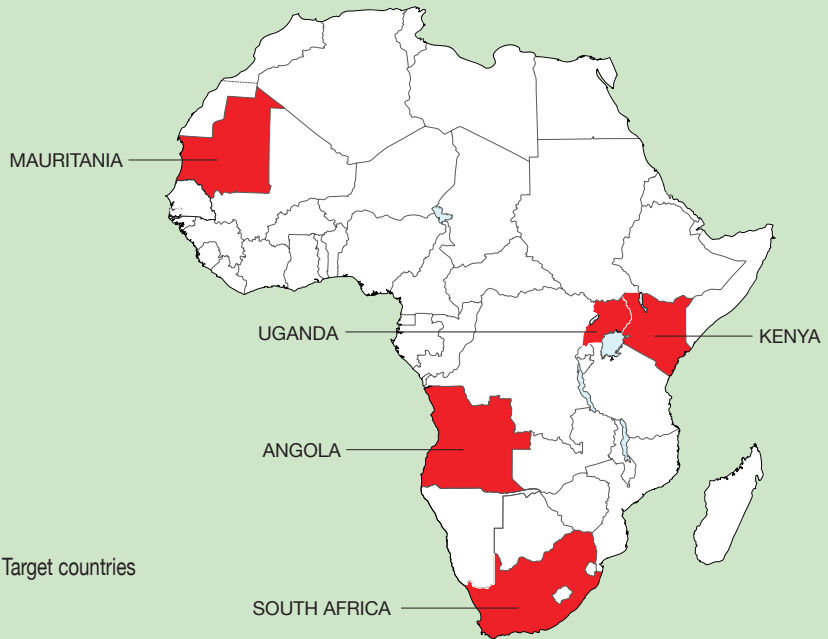 MAURITANIA
UGANDA
KENYA
ANGOLA
Target countries
SOUTH AFRICA